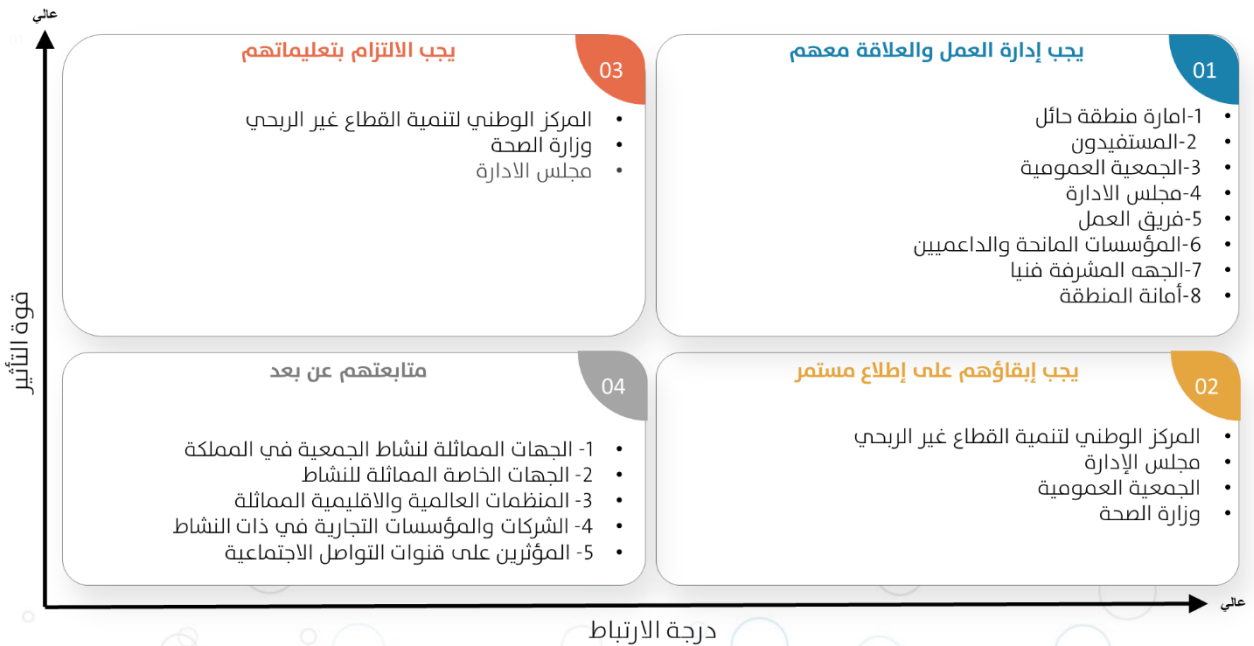 عالي
يجب إدارة العمل والعلاقة معهم
01
• 1-امارة منطقة حائل
• 2-المستفيدون
• 3-الجمعية العمومية
• 4-مجلس الادارة
• 5-فريق العمل
• 6-المؤسسات المانحة والداعميين
• 7-الجهه المشرفة فنيا
• 8-أمانة المنطقة
يجب الالتزام بتعليماتهم
03
• المركز الوطني لتنمية القطاع غير الربحي
• وزارة الصحة
• مجلس الادارة
قوة التأثير
يجب إبقاؤهم على إطلاع مستمر
02
• المركز الوطني لتنمية القطاع غير الربحي
• مجلس الإدارة
• الجمعية العمومية
• وزارة الصحة
متابعتهم عن بعد
04
• 1- الجهات المماثلة لنشاط الجمعية في المملكة
• 2- الجهات الخاصة المماثلة للنشاط
• 3- المنظمات العالمية والاقليمية المماثلة
• 4- الشركات والمؤسسات التجارية في ذات النشاط
• 5- المؤثرين على قنوات التواصل الاجتماعية
عالي
درجة الارتباط